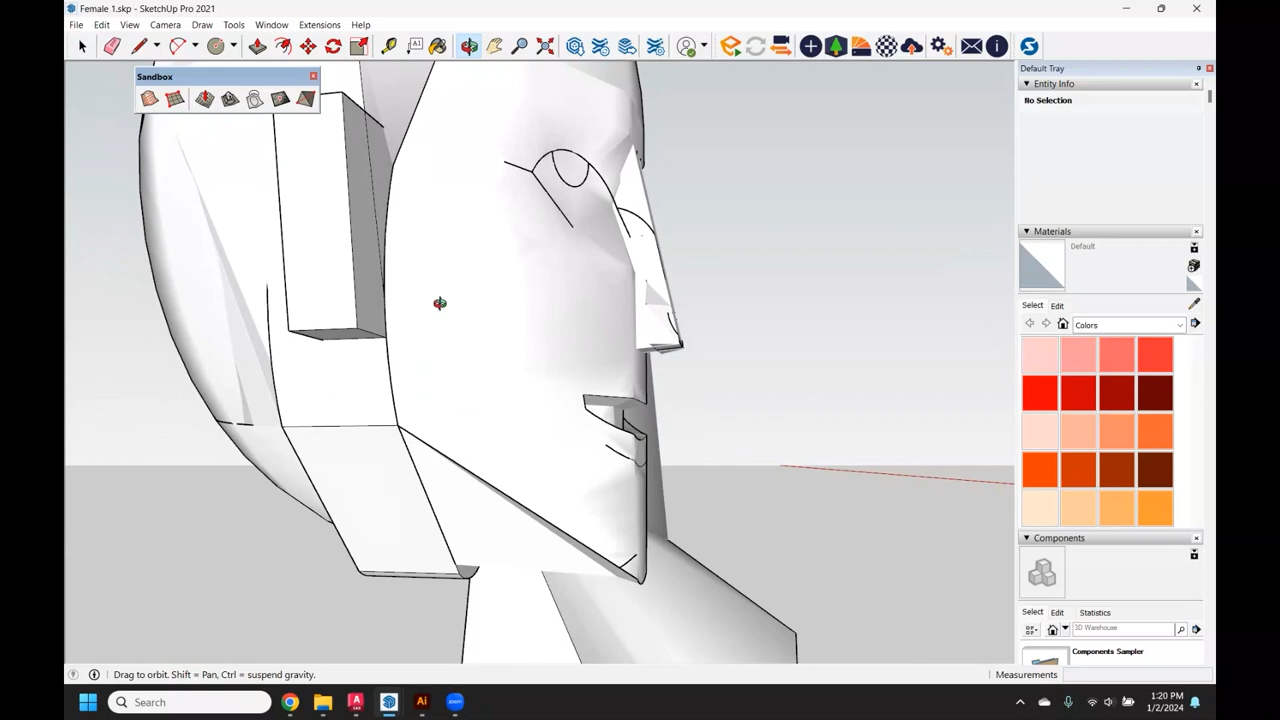 Female 1.skp - SketchUp Pro 2021
File Edit View Camera Draw Tools Window Extensions Help
Sandbox
Default Tray
Entity Info
No Selection
Materials
Default
Select Edit
Colors
Components
Select Edit Statistics
3D Warehouse
Components Sampler
Drag to orbit. Shift = Pan, Ctrl = suspend gravity.
Measurements
Search
zoom
1:20 PM
1/2/2024